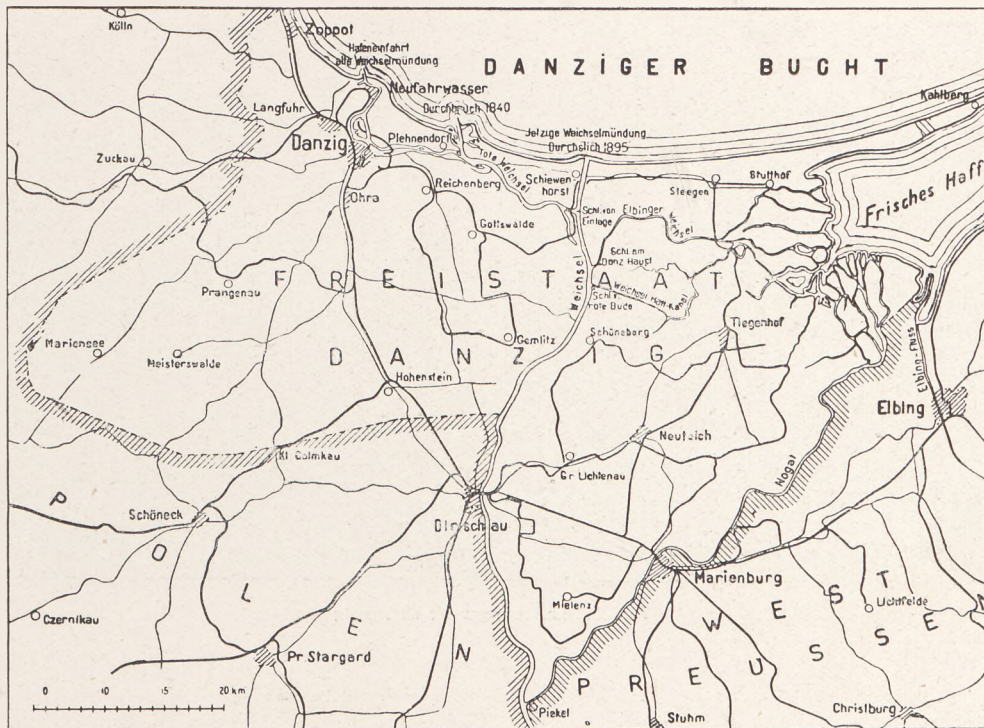 Kölln
Zoppot
Hafeneinfahrt
alte Weichselmündung
DANZIGER BUCHT
Neufahrwasser
Durchbruch 1840
Kahlberg
Langfuhr
Danzig
Plehnendorf
Jetzige Weichselmündung
Durchstich 1895
tote Weichsel
Zuckau
Schiewen
horst
Stutthof
Steegen
Frisches Haff
Reichenberg
Ohra
Schl. von
Einlage
Elbinger
Weichsel
Gottswalde
Schl. am
Danz Haupt
FREISTAAT
Weichsel
Weichsel Haff-Kanal
Schl. v.
rote Bude
Prangenau
Tiegenhof
Schöneberg
Gemlitz
Mariensee
Meisterswalde
DANZIG
Hohenstein
Elbing-Fluss
Elbing
Neuteich
Kl Golmkau
Gr Lichtenau
Nogat
POLEN
Schöneck
Dirschau
Marienburg
Mielenz
Lichtfelde
WEST
PREUSSEN
Czernikau
Pr. Stargard
0 10 15 20 km
Piekel
Stuhm
Christburg